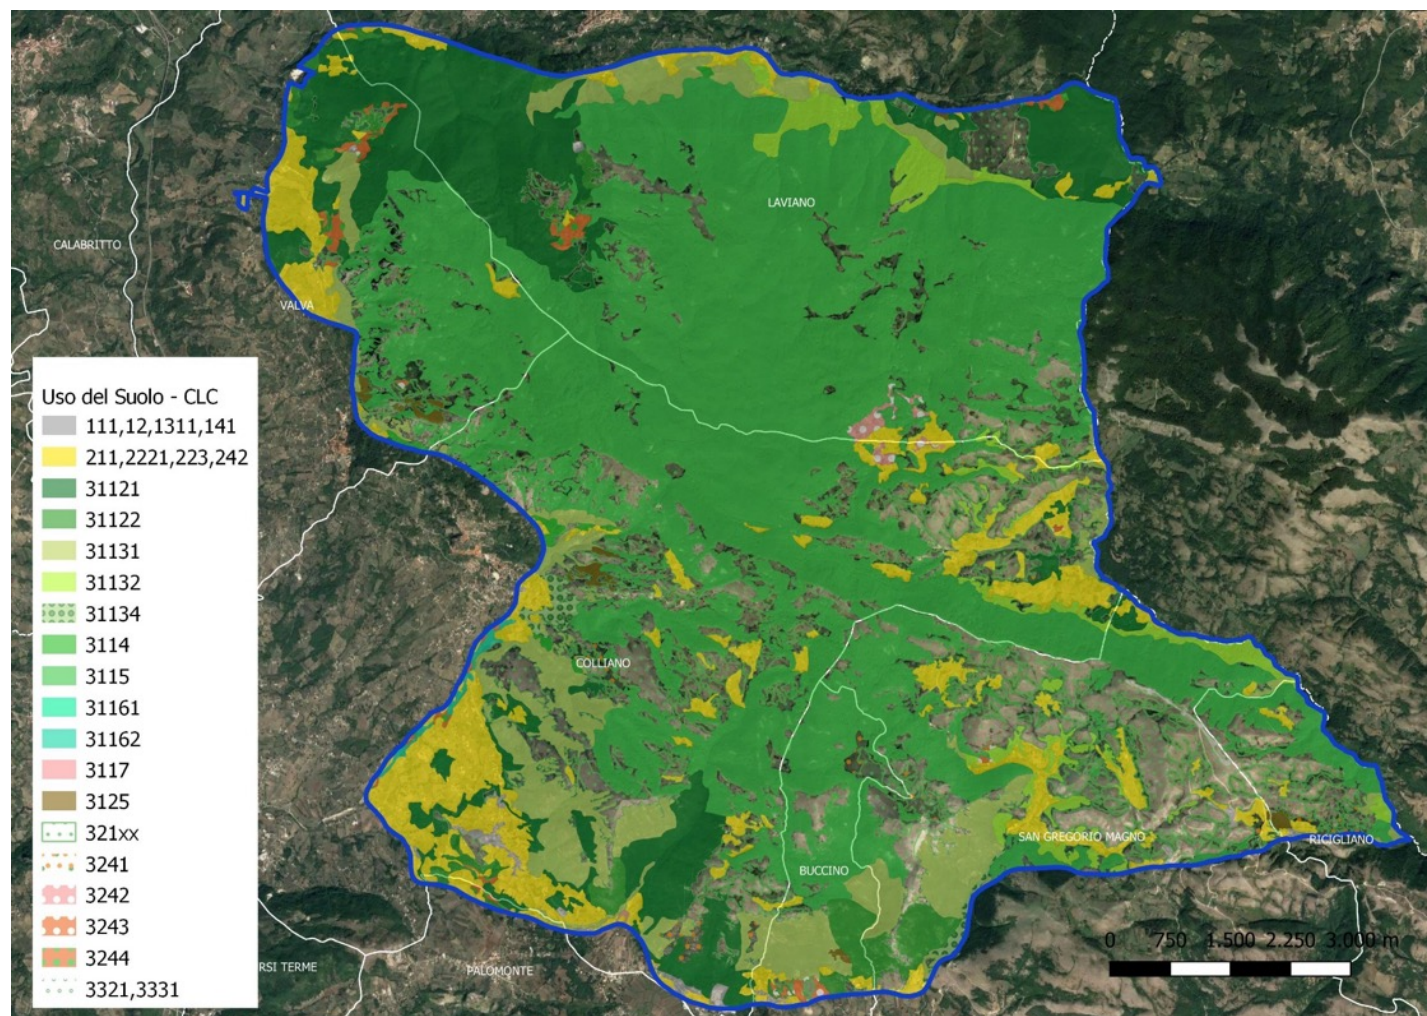 LAVIANO
CALABRITTO
VALVA
Uso del Suolo - CLC
111,12,1311,141
211,2221,223,242
31121
31122
31131
31132
31134
3114
3115
31161
31162
3117
3125
321xx
3241
3242
3243
3244
3321,3331
COLLIANO
SAN GREGORIO MAGNO
RICIGLIANO
BUCCINO
RSI TERME
PALOMONTE
0 750 1.500 2.250 3.000 m